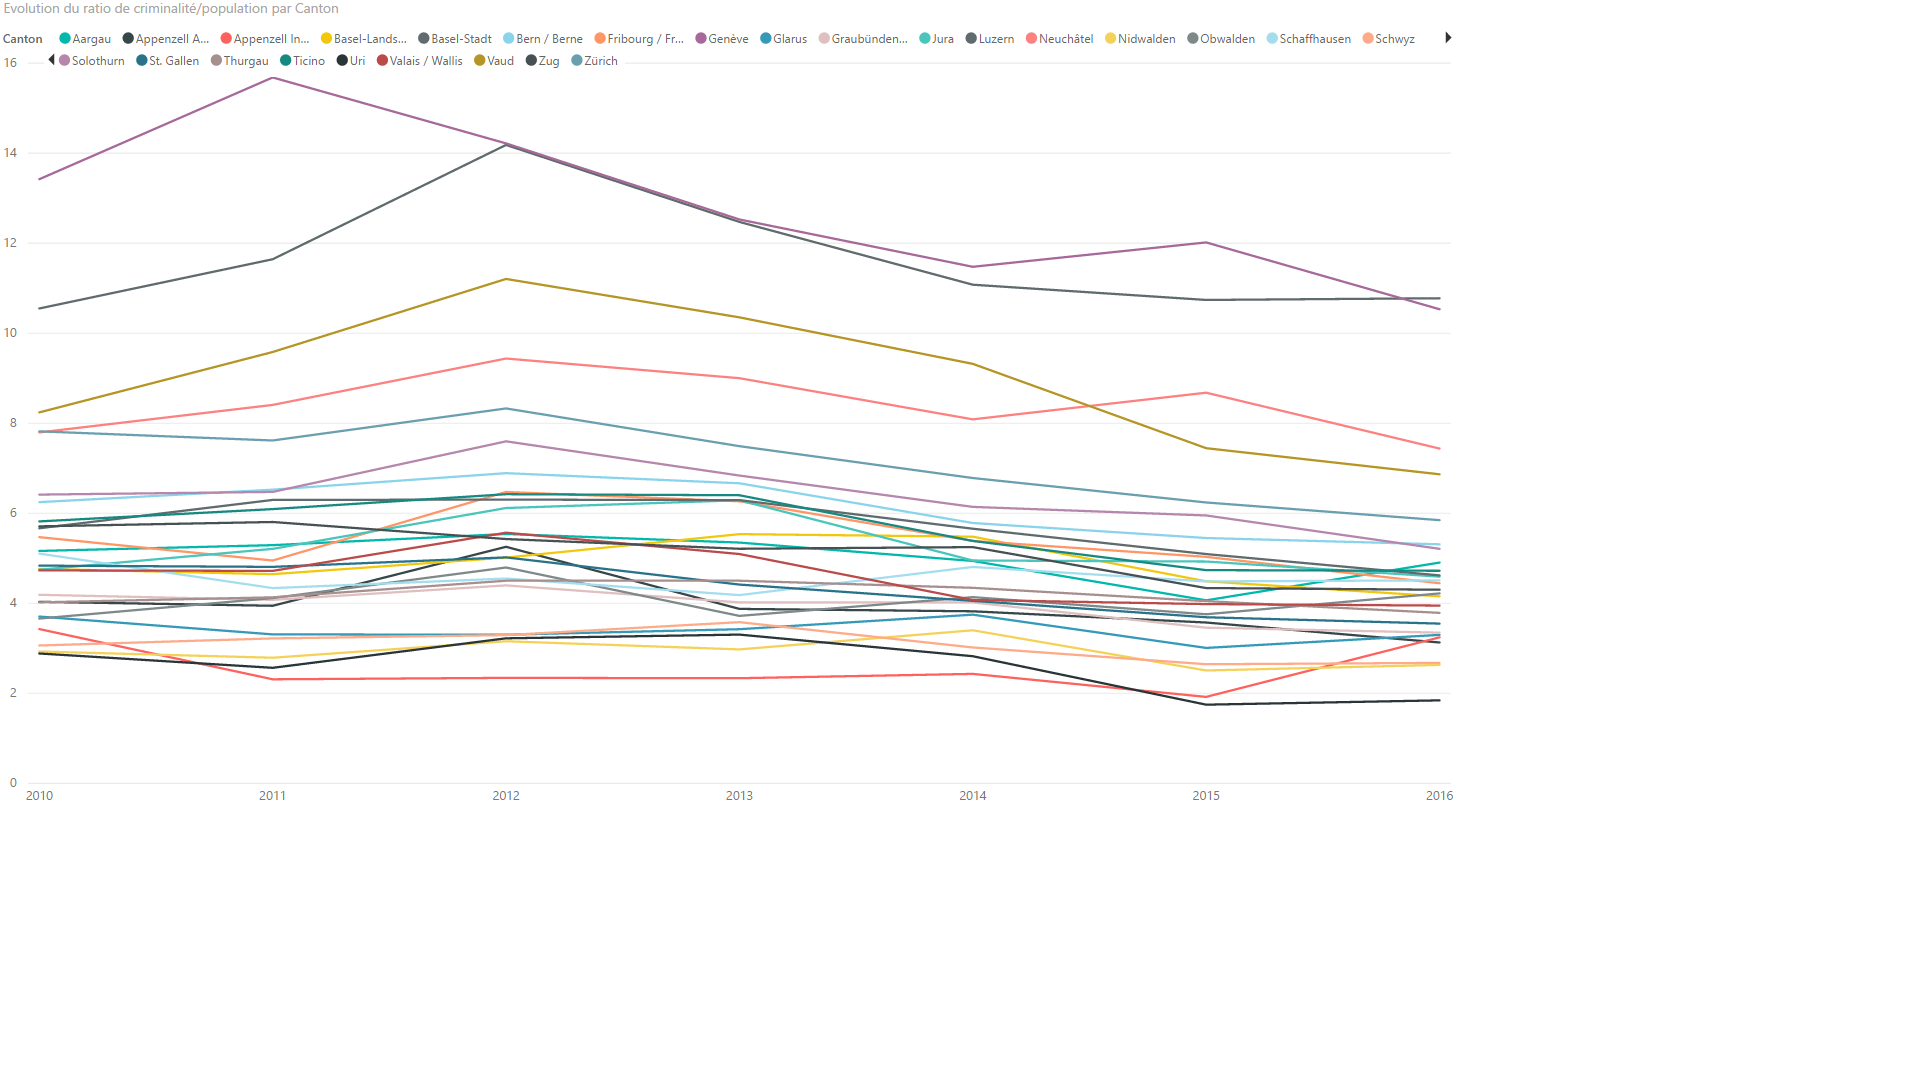 Evolution du ratio de criminalité/population par Canton
Canton Aargau Appenzell A... Appenzell In... Basel-Lands... Basel-Stadt Bern / Berne Fribourg / Fr... Genève Glarus Graubünden... Jura Luzern Neuchâtel Nidwalden Obwalden Schaffhausen Schwyz
Solothurn St. Gallen Thurgau Ticino Uri Valais / Wallis Vaud Zug Zürich
16
14
12
10
8
6
4
2
0
2010 2011 2012 2013 2014 2015 2016